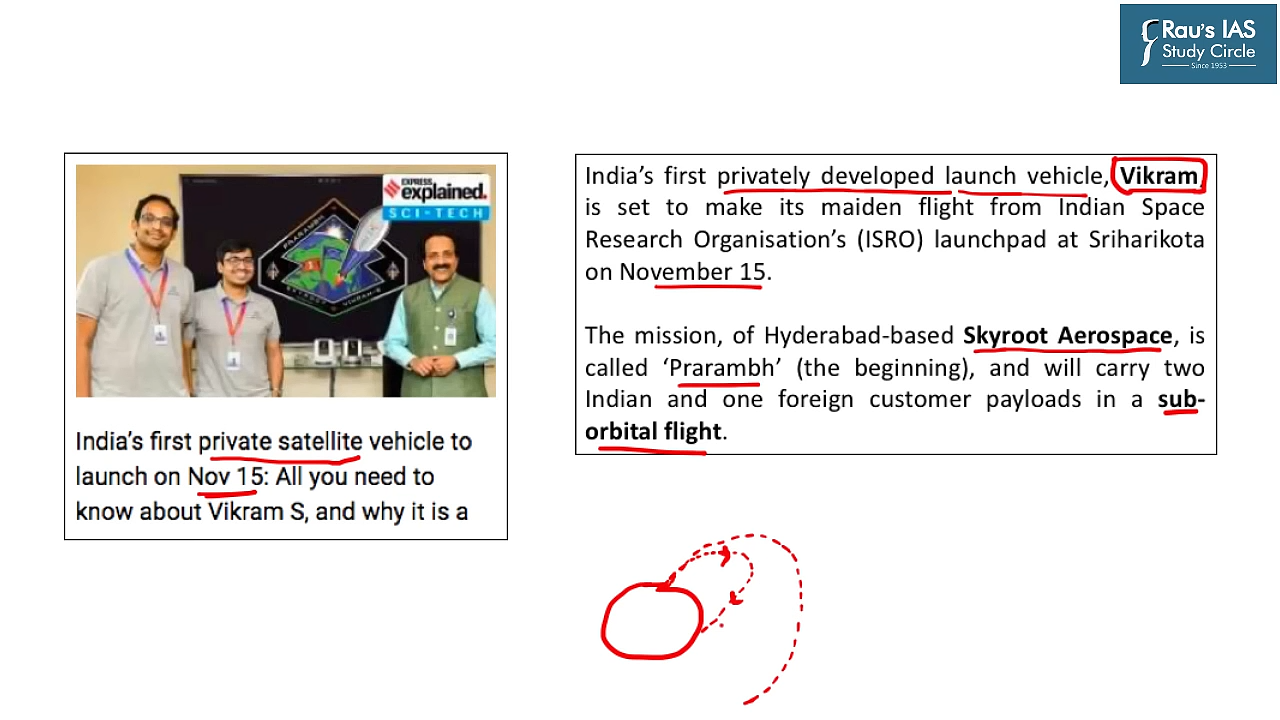 Rau's IAS
Study Circle
Since 1953
EXPRESS
explained.
SCI-TECH
PRARAMBH
SKYROOT
VIKRAM-S
India's first private satellite vehicle to
launch on Nov 15: All you need to
know about Vikram S, and why it is a
India's first privately developed launch vehicle, Vikram,
is set to make its maiden flight from Indian Space
Research Organisation's (ISRO) launchpad at Sriharikota
on November 15.
The mission, of Hyderabad-based Skyroot Aerospace, is
called 'Prarambh' (the beginning), and will carry two
Indian and one foreign customer payloads in a sub-
orbital flight.